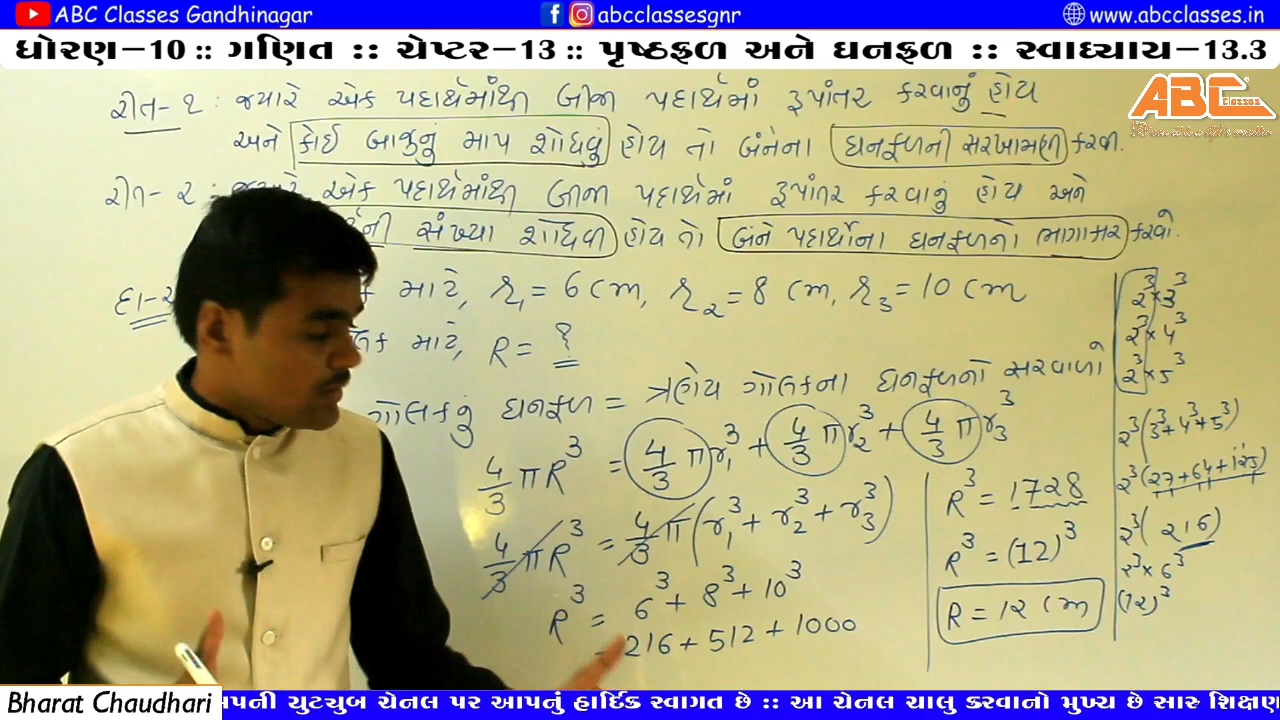 ABC Classes Gandhinagar
abcclassesgnr
www.abcclasses.in
ધોરણ–10 :: ગણિત :: ચેપ્ટર–13 :: પૃષ્ઠફળ અને ઘનફળ :: સ્વાધ્યાય–13.3
ABC Classes
રીત-૧ : જ્યારે એક પદાર્થમાંથી બીજા પદાર્થમાં રૂપાંતર કરવાનું હોય
અને કોઈ બાજુનું માપ શોધવું હોય તો બંનેના ઘનફળની સરખામણી કરવી.
રીત-૨ : જ્યારે એક પદાર્થમાંથી બીજા પદાર્થમાં રૂપાંતર કરવાનું હોય અને
સંખ્યા શોધવી હોય તો બંને પદાર્થોના ઘનફળનો ભાગાકાર કરવો.
દા-૨ માટે, r₁ = 6 cm, r₂ = 8 cm, r₃ = 10 cm
માટે, R = ?
ગોલકનું ઘનફળ = ત્રણેય ગોલકના ઘનફળનો સરવાળો
4/3 πR³ = 4/3 πr₁³ + 4/3 πr₂³ + 4/3 πr₃³
4/3 πR³ = 4/3 π(r₁³ + r₂³ + r₃³)
R³ = 6³ + 8³ + 10³
= 216 + 512 + 1000
R³ = 1728
R³ = (12)³
R = 12 cm
2³×3³
2³×4³
2³×5³
2³(3³+4³+5³)
2³(27+64+125)
2³(216)
2³×6³
(12)³
Bharat Chaudhari
અપની ચુટયુબ ચેનલ પર આપનું હાર્દિક સ્વાગત છે :: આ ચેનલ ચાલુ કરવાનો મુખ્ય છે સારુ શિક્ષણ